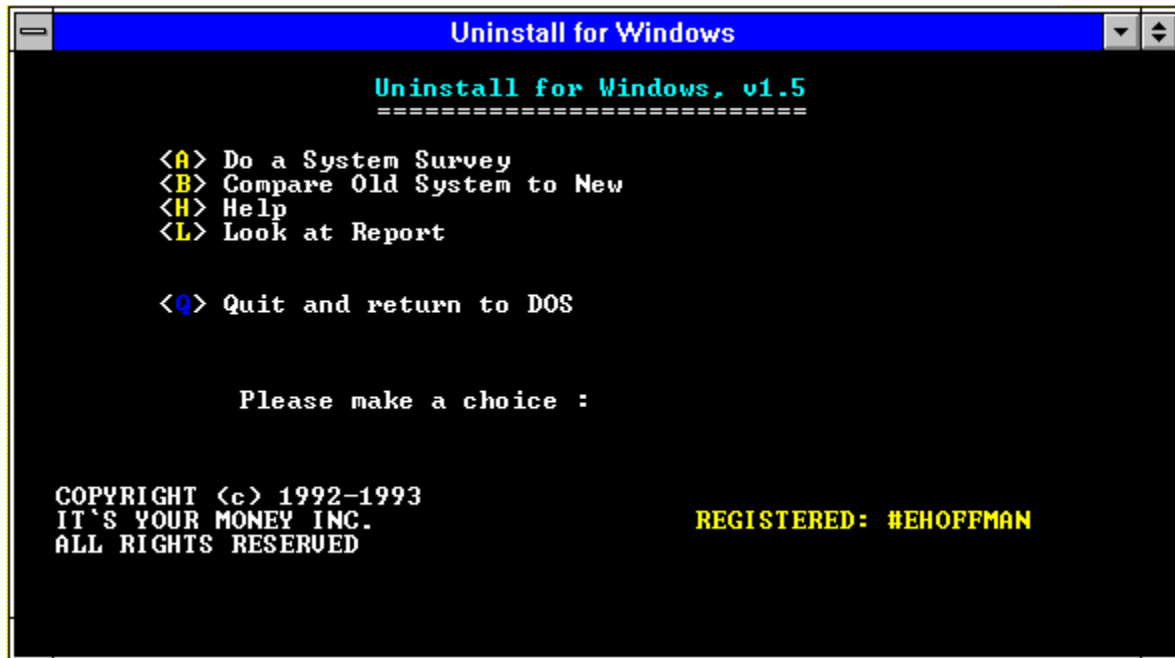 Uninstall for Windows
Uninstall for Windows, v1.5
===========================
<A> Do a System Survey
<B> Compare Old System to New
<H> Help
<L> Look at Report
<Q> Quit and return to DOS
Please make a choice :
COPYRIGHT (c) 1992-1993
IT`S YOUR MONEY INC. REGISTERED: #EHOFFMAN
ALL RIGHTS RESERVED